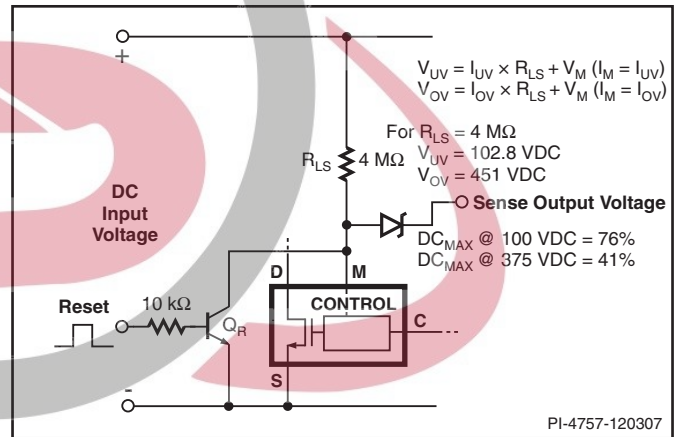 +
V_UV = I_UV × R_LS + V_M (I_M = I_UV)
V_OV = I_OV × R_LS + V_M (I_M = I_OV)
For R_LS = 4 MΩ
V_UV = 102.8 VDC
V_OV = 451 VDC
R_LS 4 MΩ
DC
Input
Voltage
Sense Output Voltage
DC_MAX @ 100 VDC = 76%
DC_MAX @ 375 VDC = 41%
D M
Reset
10 kΩ
CONTROL
Q_R
C
S
-
PI-4757-120307